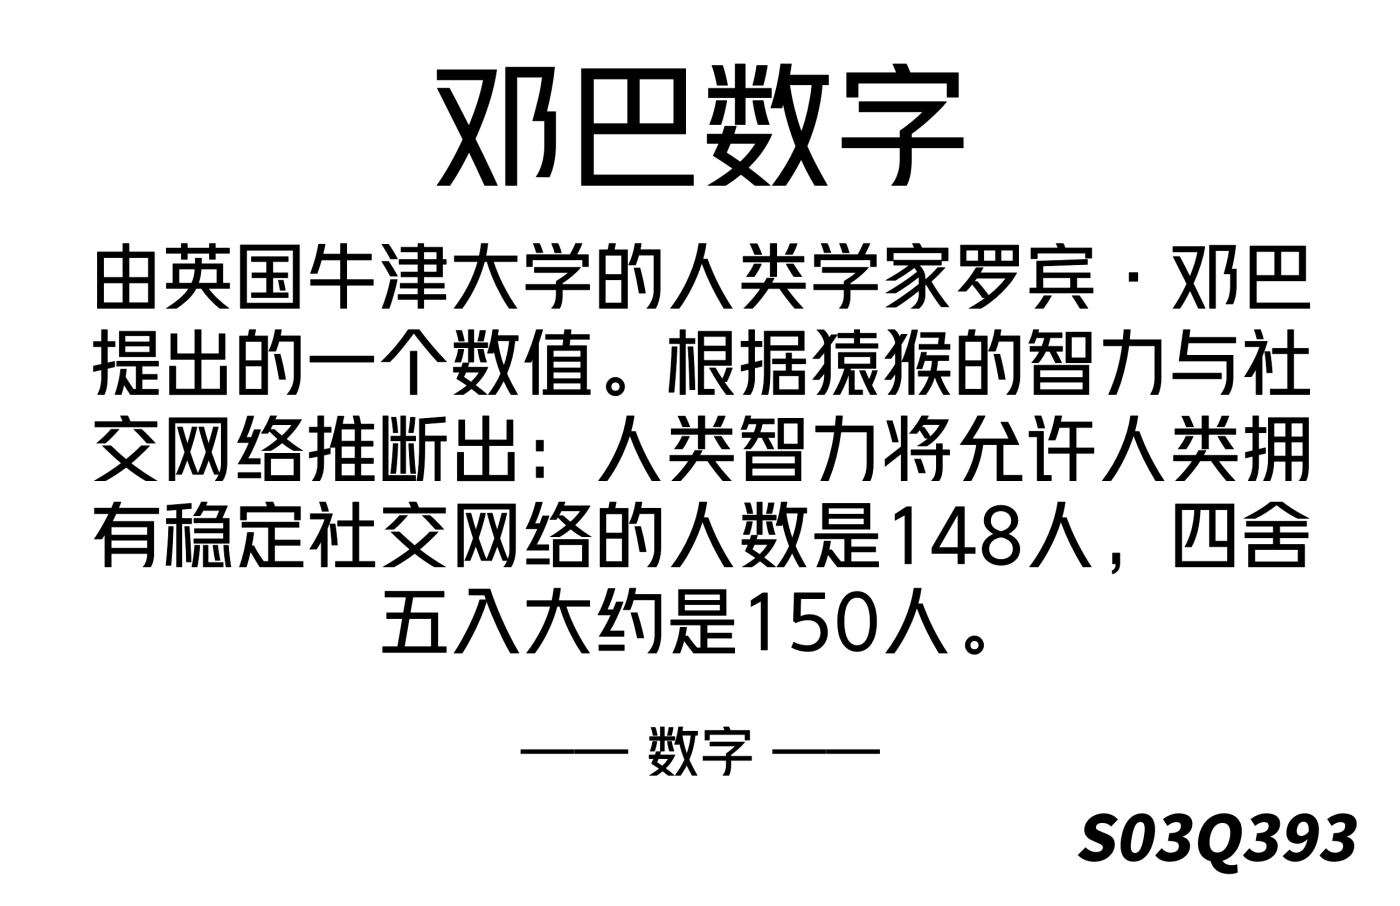 邓巴数字
由英国牛津大学的人类学家罗宾·邓巴
提出的一个数值。根据猿猴的智力与社
交网络推断出：人类智力将允许人类拥
有稳定社交网络的人数是148人，四舍
五入大约是150人。
—— 数字 ——
S03Q393